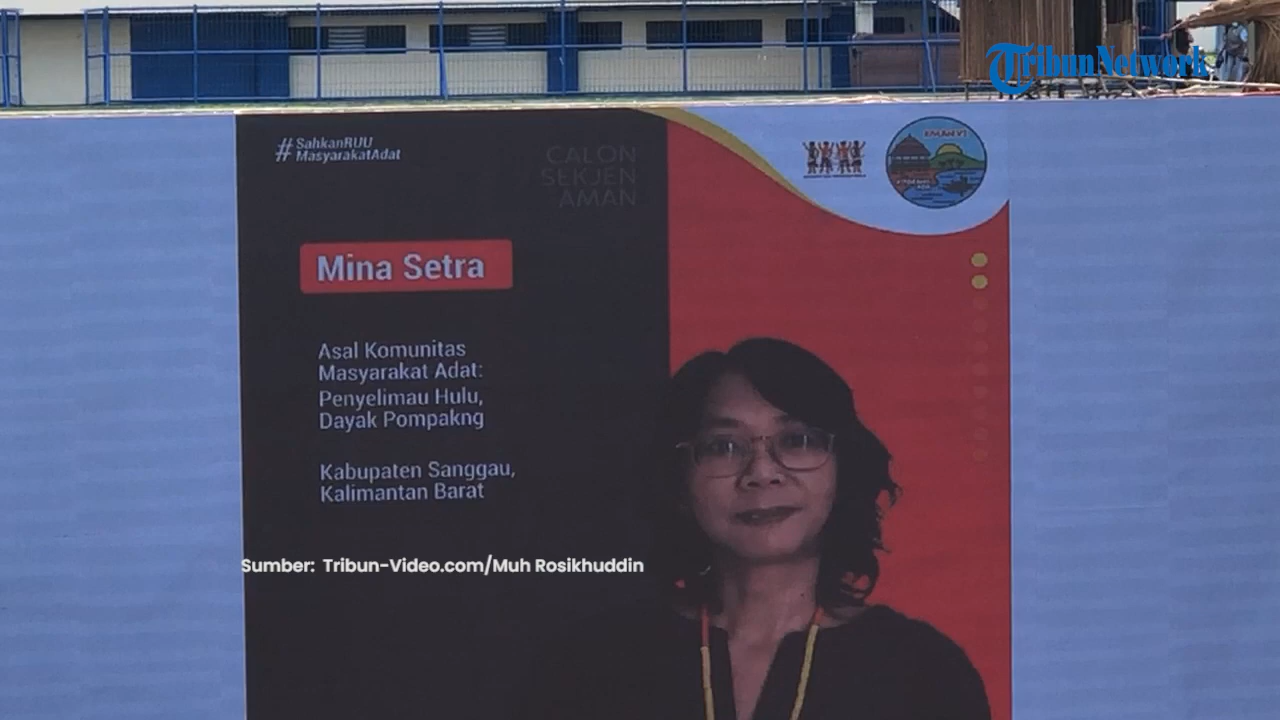 TribunNetwork
#SahkanRUU
MasyarakatAdat
CALON
SEKJEN
AMAN
Mina Setra
Asal Komunitas
Masyarakat Adat:
Penyelimau Hulu,
Dayak Pompakng
Kabupaten Sanggau,
Kalimantan Barat
Sumber: Tribun-Video.com/Muh Rosikhuddin